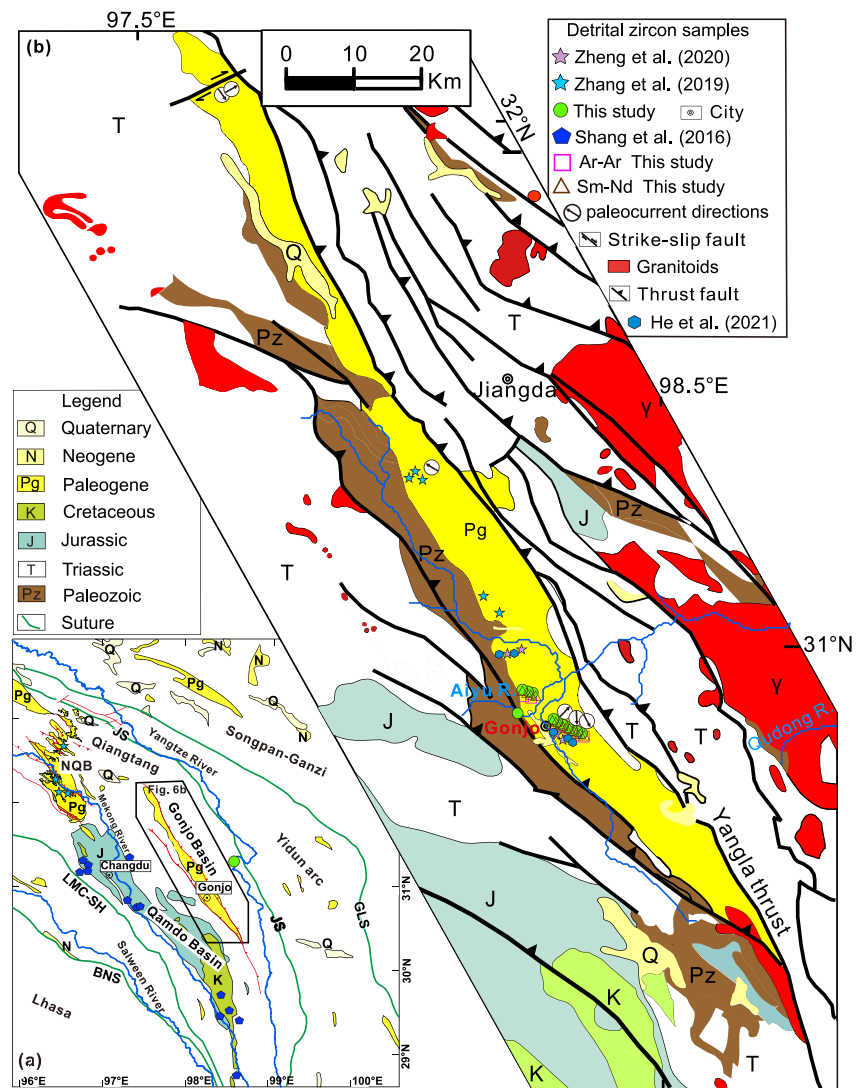 97.5°E
(b)
0 10 20
Km
Detrital zircon samples
Zheng et al. (2020)
Zhang et al. (2019)
This study
City
Shang et al. (2016)
Ar-Ar This study
Sm-Nd This study
paleocurrent directions
Strike-slip fault
Granitoids
Thrust fault
He et al. (2021)
32°N
T
Q
T
Pz
Jiangda
98.5°E
γ
J
Pz
Pg
T
Pz
31°N
γ
Aiyu R.
Gonjo
T
T
Qudong R.
J
T
Yangla thrust
J
Q
Pz
K
K
T
Legend
Q Quaternary
N Neogene
Pg Paleogene
K Cretaceous
J Jurassic
T Triassic
Pz Paleozoic
Suture
Q
N
N
Pg
Pg
Q
Q
JS
Yangtze River
Songpan-Ganzi
Qiangtang
NQB
Q
Fig. 6b
Pg
Mekong River
Gonjo Basin
Yidun arc
J
Changdu
Pg
Gonjo
31°N
LMC-SH
Qamdo Basin
JS
GLS
N
Salween River
BNS
Q
K
30°N
Lhasa
29°N
(a)
96°E 97°E 98°E 99°E 100°E